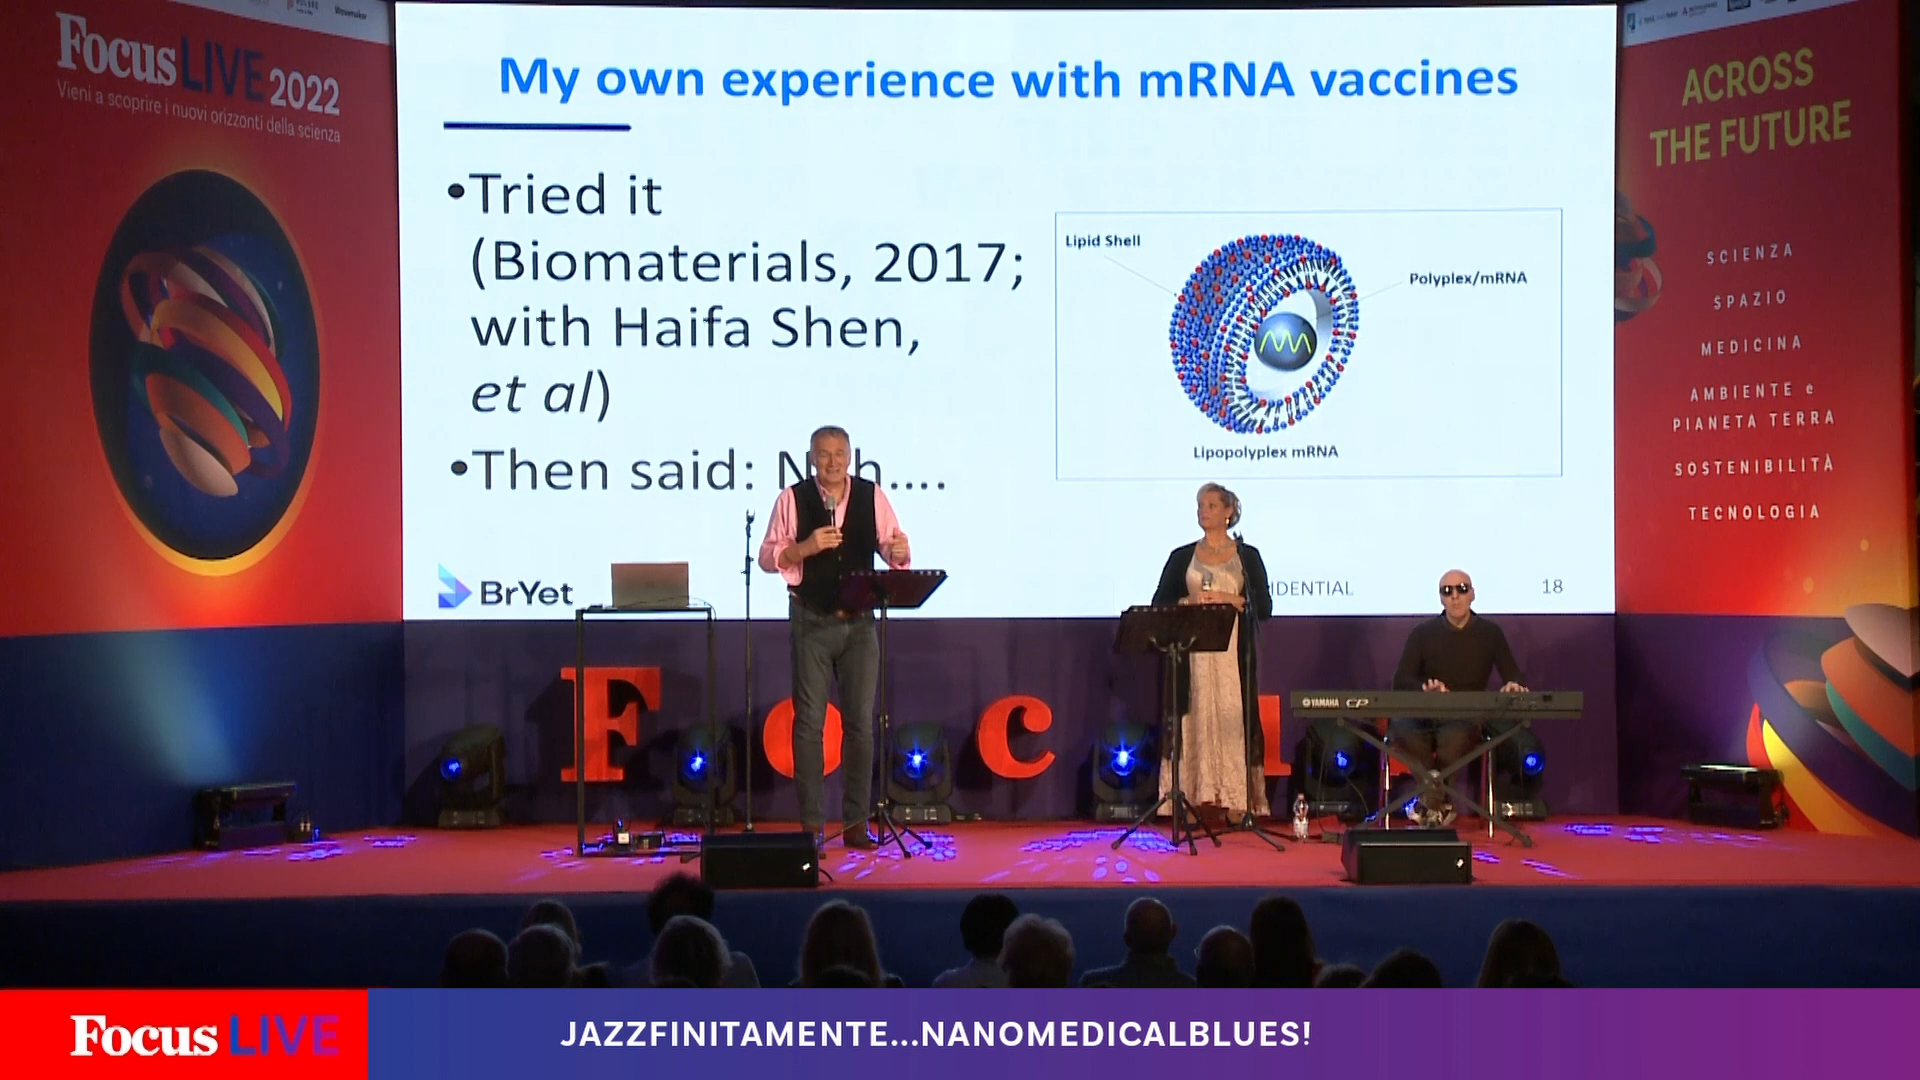 Focus LIVE 2022
Vieni a scoprire i nuovi orizzonti della scienza
My own experience with mRNA vaccines
•Tried it
(Biomaterials, 2017;
with Haifa Shen,
et al)
•Then said: N h....
Lipid Shell
Polyplex/mRNA
Lipopolyplex mRNA
BrYet
IDENTIAL
18
ACROSS
THE FUTURE
SCIENZA
SPAZIO
MEDICINA
AMBIENTE e
PIANETA TERRA
SOSTENIBILITÀ
TECNOLOGIA
YAMAHA CP
F o c u
Focus LIVE
JAZZFINITAMENTE...NANOMEDICALBLUES!